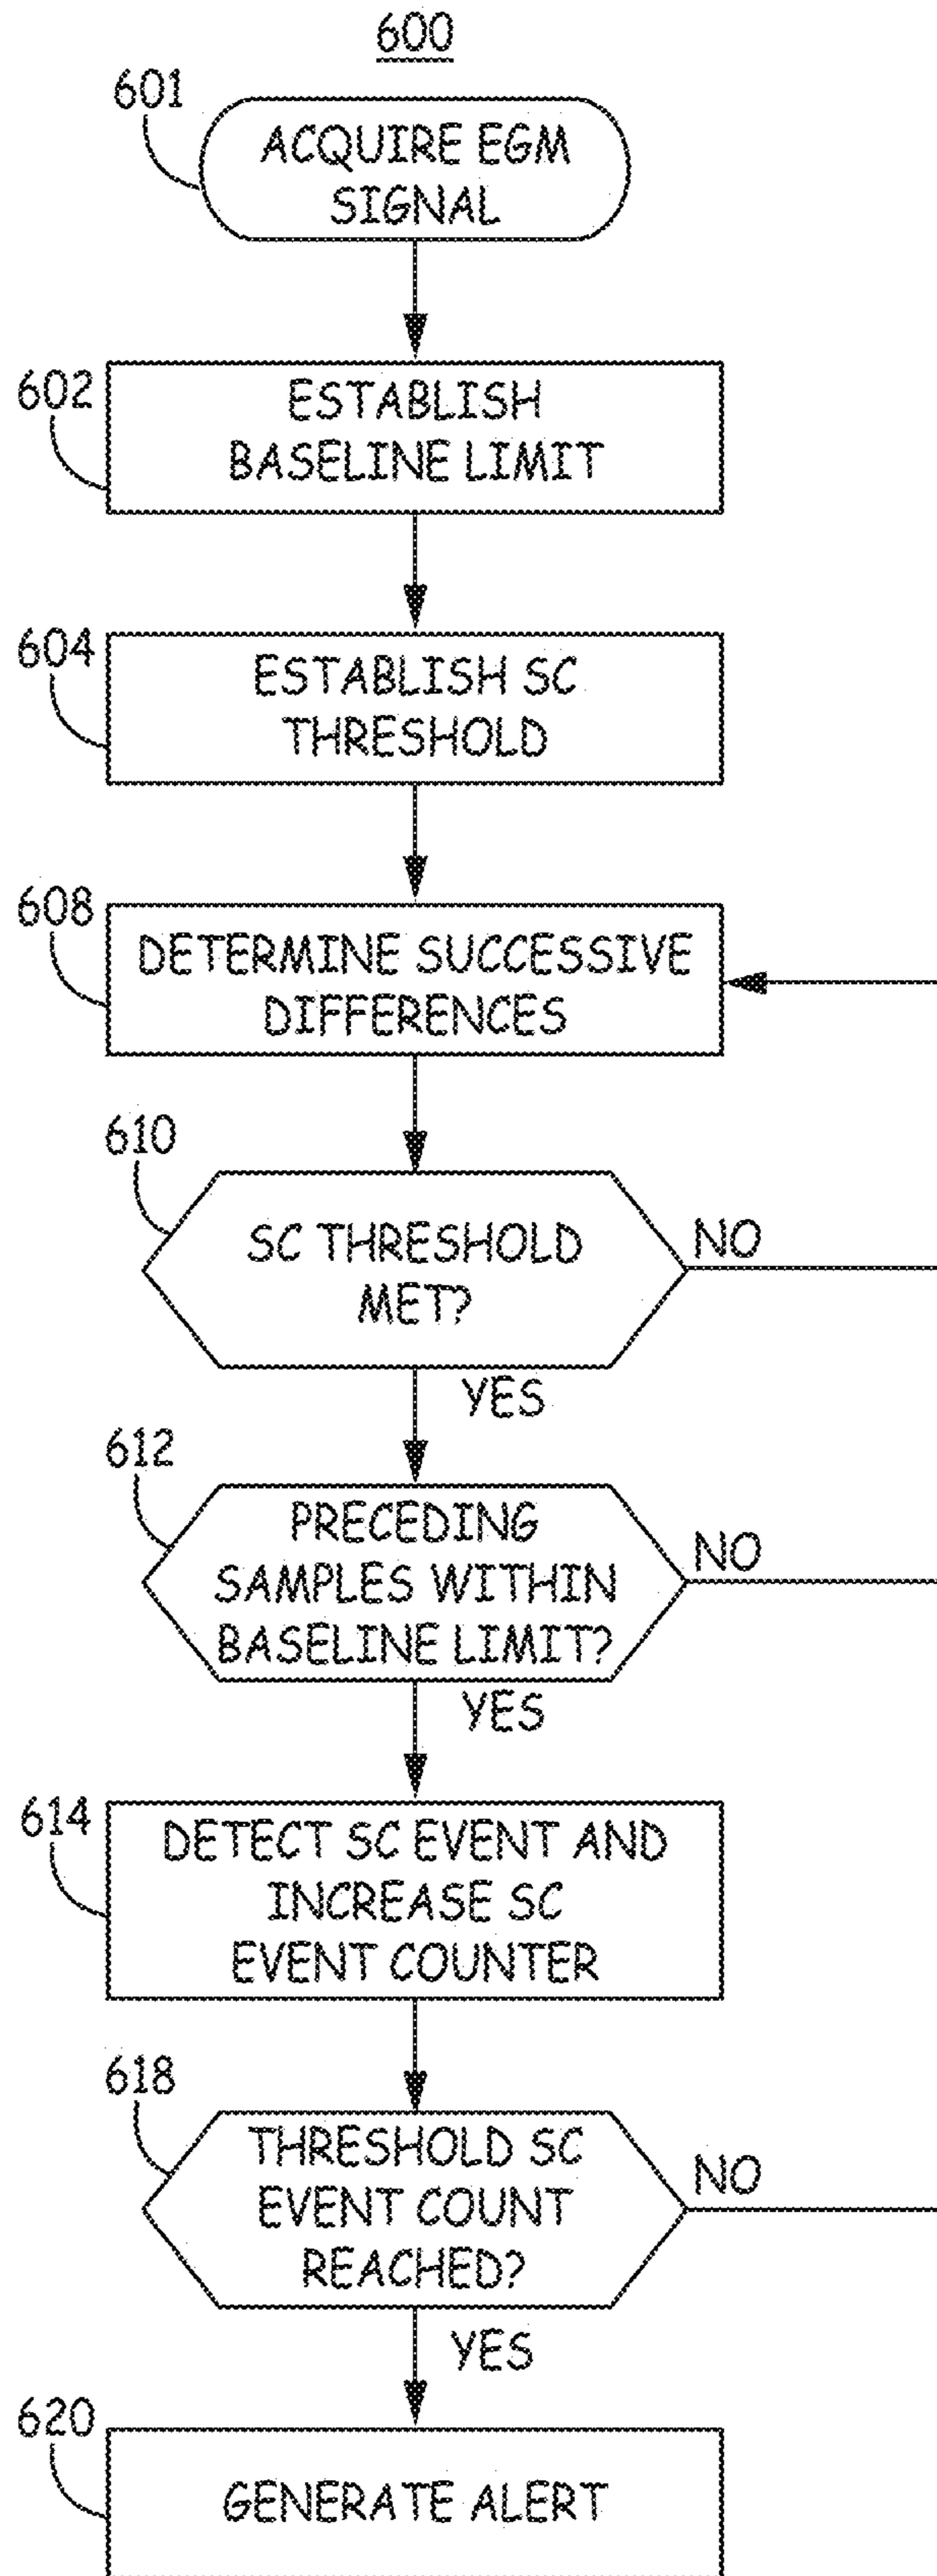 600
601
ACQUIRE EGM
SIGNAL
602
ESTABLISH
BASELINE LIMIT
604
ESTABLISH SC
THRESHOLD
608
DETERMINE SUCCESSIVE
DIFFERENCES
610
SC THRESHOLD
MET?
NO
YES
612
PRECEDING
SAMPLES WITHIN
BASELINE LIMIT?
NO
YES
614
DETECT SC EVENT AND
INCREASE SC
EVENT COUNTER
618
THRESHOLD SC
EVENT COUNT
REACHED?
NO
YES
620
GENERATE ALERT